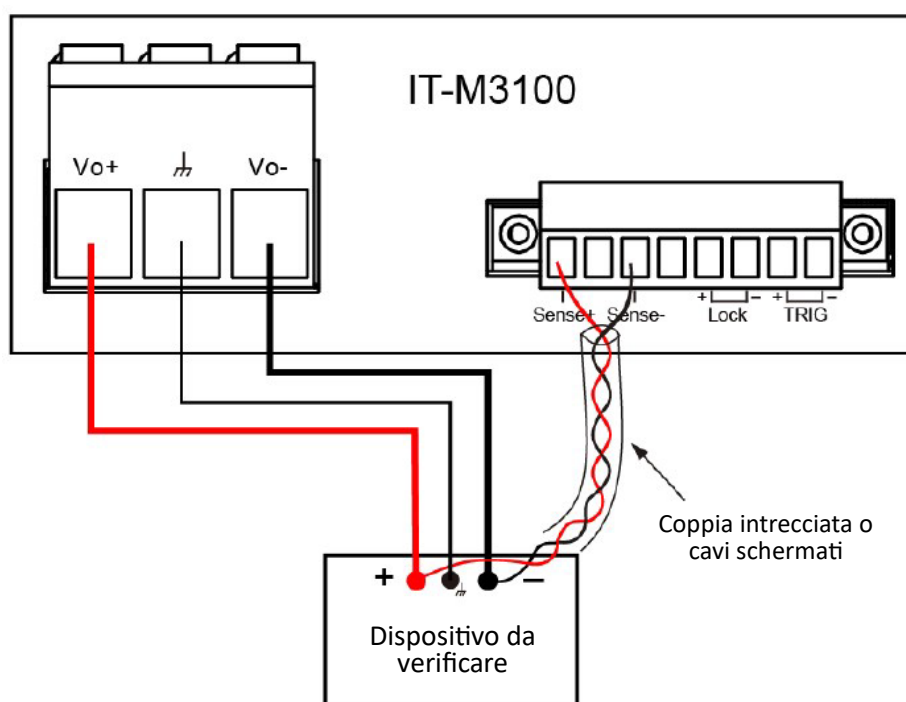 IT-M3100
Vo+
Vo-
+ - + -
Sense+ Sense- Lock TRIG
Coppia intrecciata o
cavi schermati
+ -
Dispositivo da
verificare